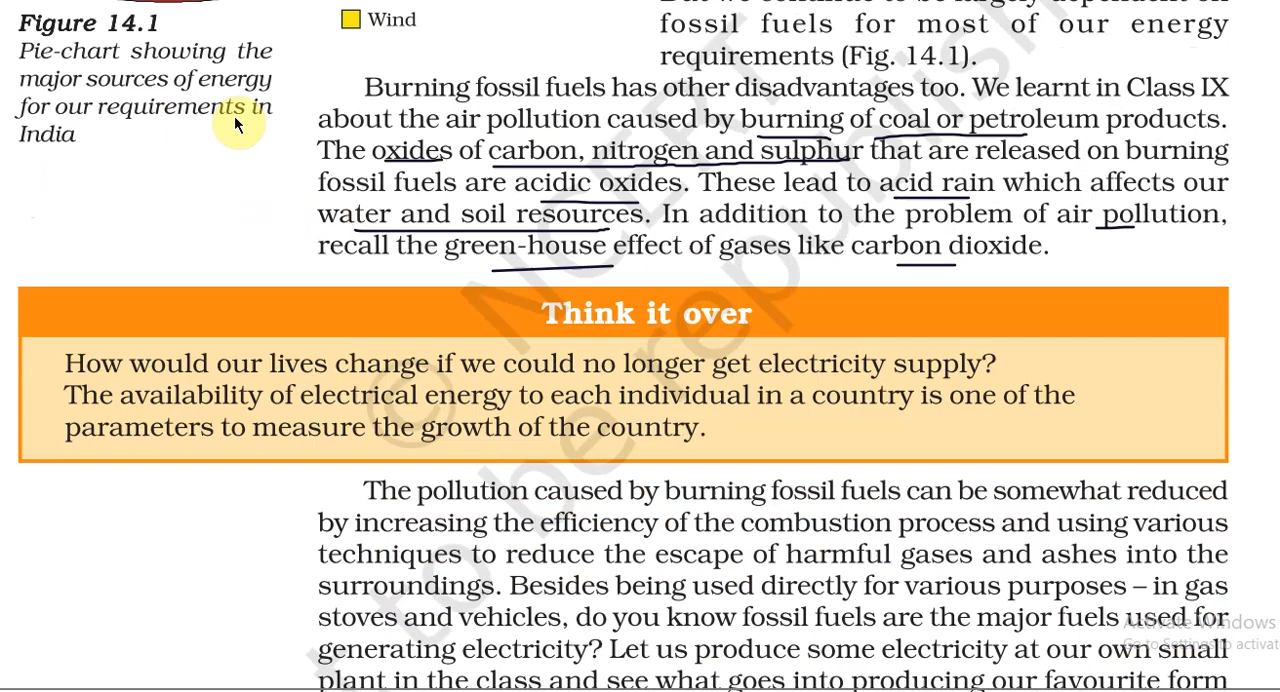 Figure 14.1
Pie-chart showing the
major sources of energy
for our requirements in
India
Wind
fossil fuels for most of our energy
requirements (Fig. 14.1).
Burning fossil fuels has other disadvantages too. We learnt in Class IX
about the air pollution caused by burning of coal or petroleum products.
The oxides of carbon, nitrogen and sulphur that are released on burning
fossil fuels are acidic oxides. These lead to acid rain which affects our
water and soil resources. In addition to the problem of air pollution,
recall the green-house effect of gases like carbon dioxide.
Think it over
How would our lives change if we could no longer get electricity supply?
The availability of electrical energy to each individual in a country is one of the
parameters to measure the growth of the country.
The pollution caused by burning fossil fuels can be somewhat reduced
by increasing the efficiency of the combustion process and using various
techniques to reduce the escape of harmful gases and ashes into the
surroundings. Besides being used directly for various purposes – in gas
stoves and vehicles, do you know fossil fuels are the major fuels used for
generating electricity? Let us produce some electricity at our own small
plant in the class and see what goes into producing our favourite form
© NCERT
be republish
Activate Windows
Go to Settings to activat